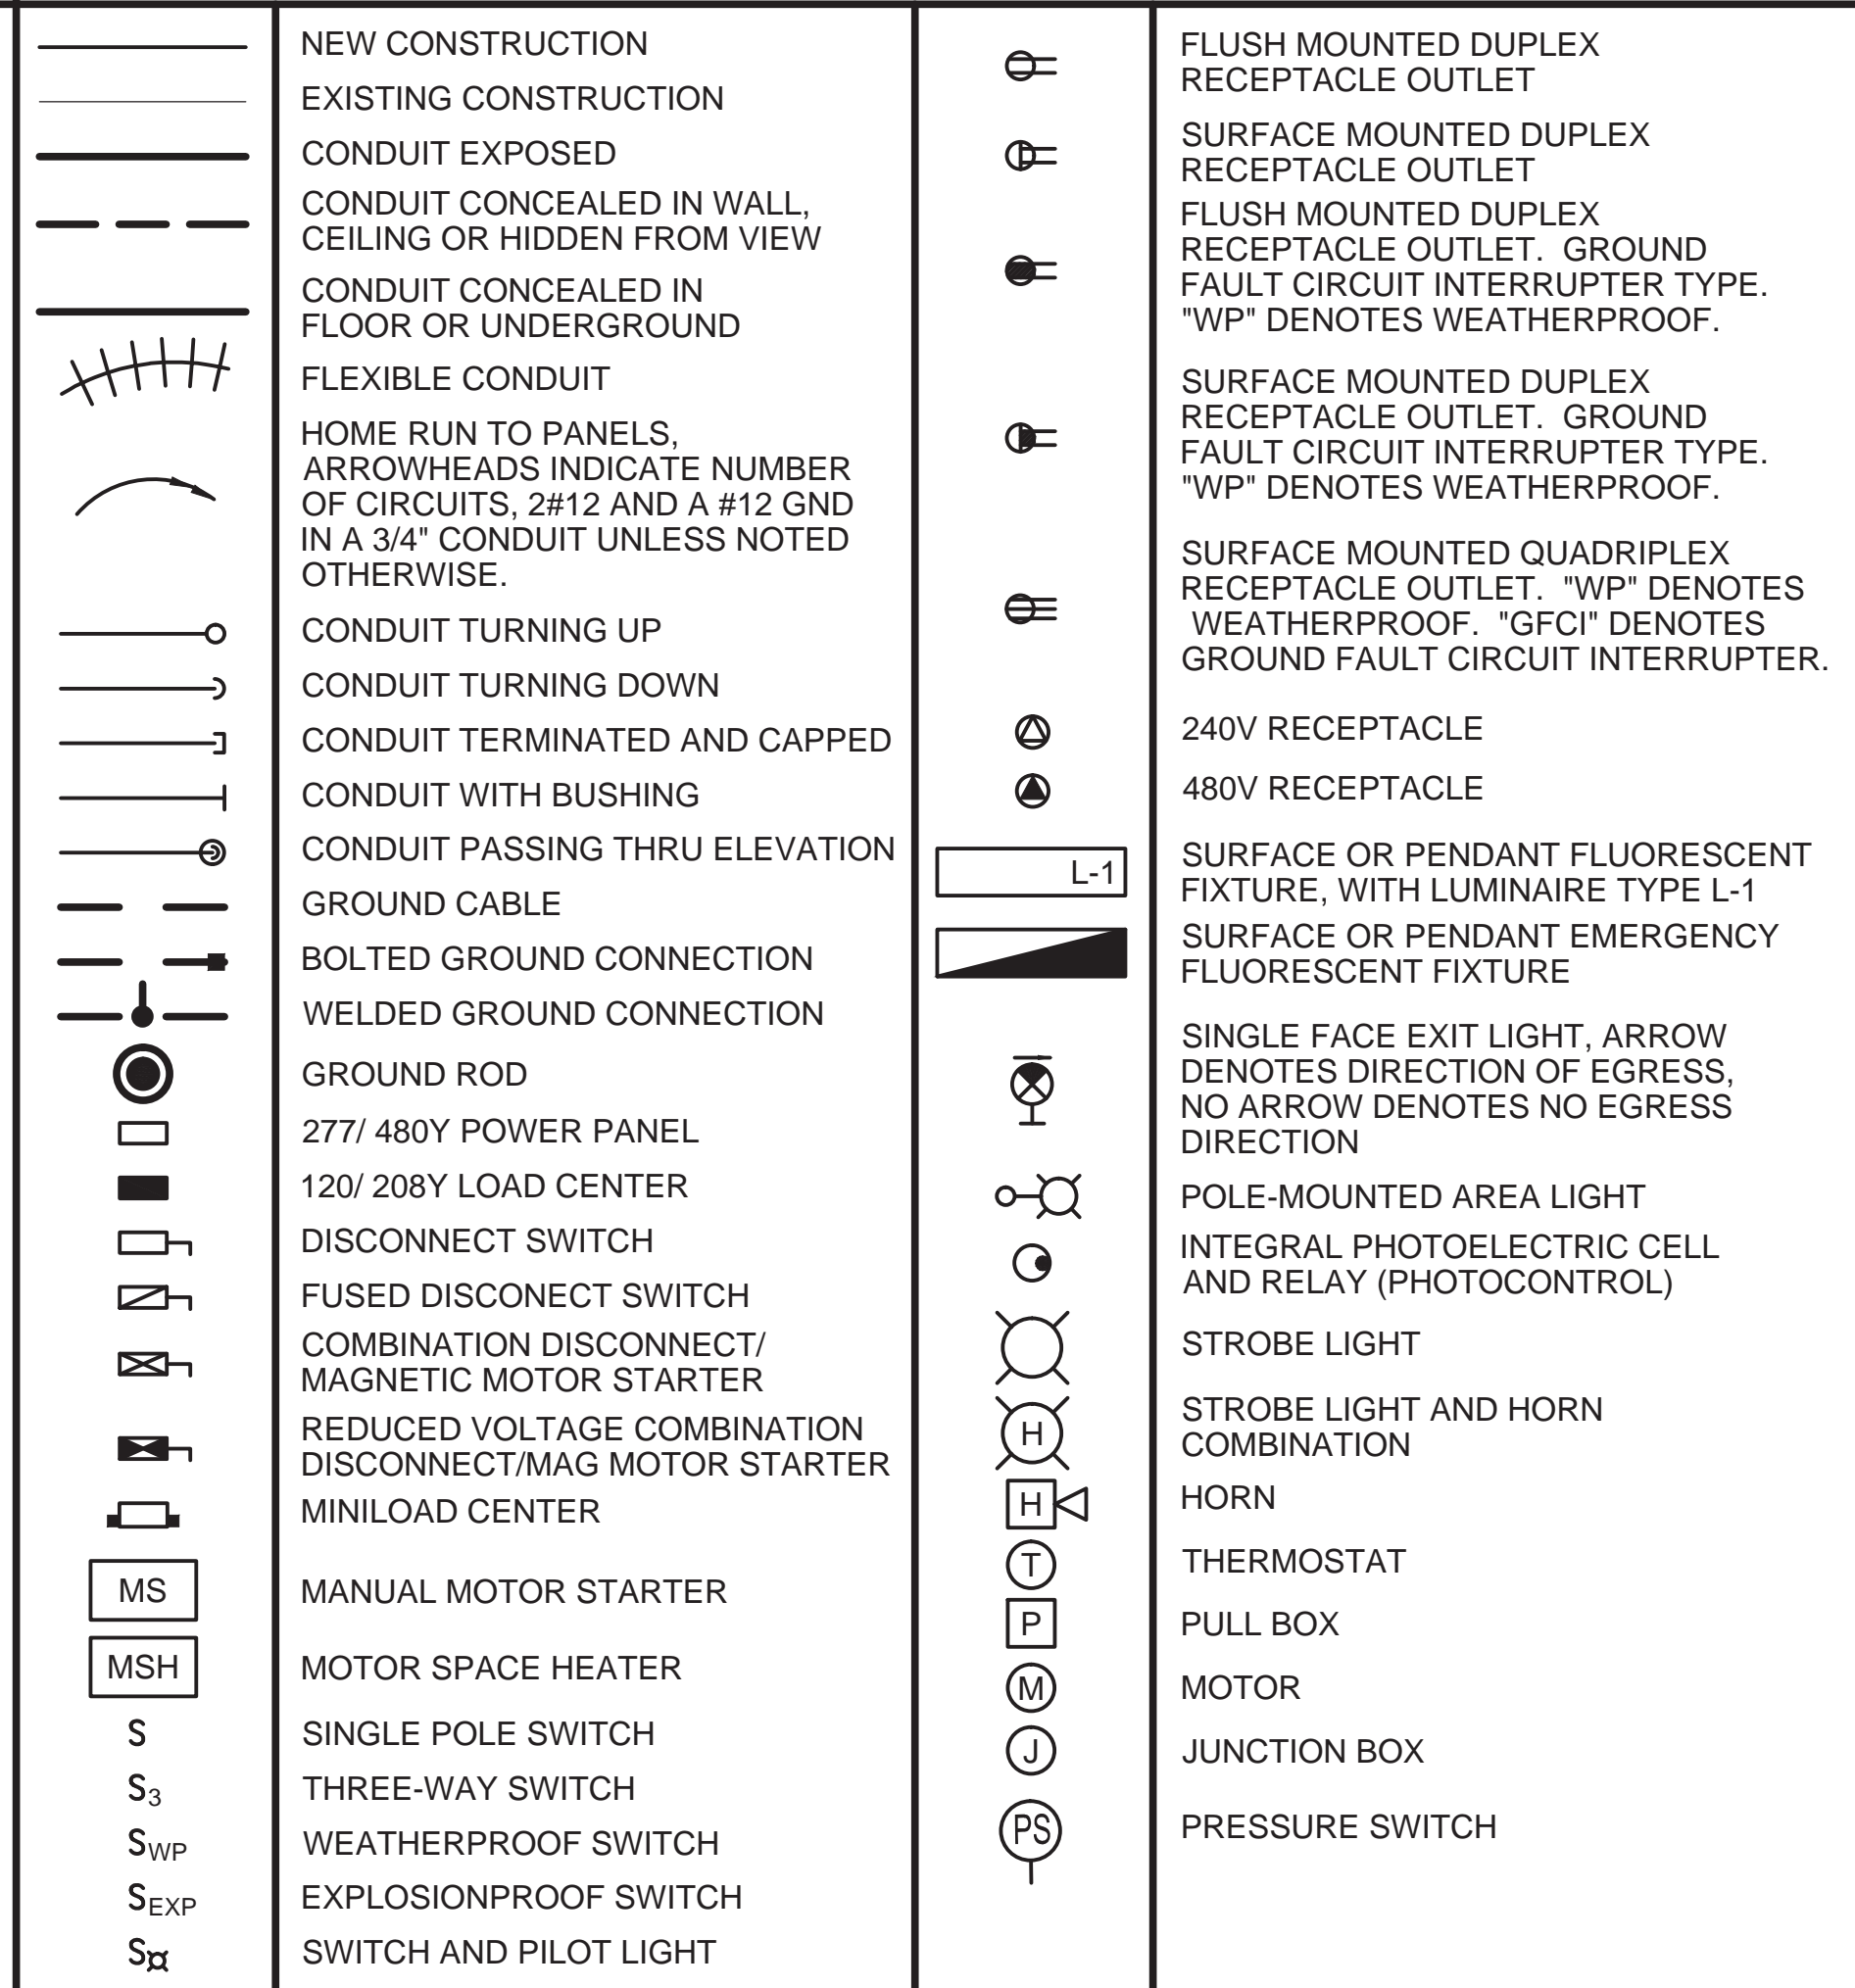 NEW CONSTRUCTION
EXISTING CONSTRUCTION
CONDUIT EXPOSED
CONDUIT CONCEALED IN WALL,
CEILING OR HIDDEN FROM VIEW
CONDUIT CONCEALED IN
FLOOR OR UNDERGROUND
FLEXIBLE CONDUIT
HOME RUN TO PANELS,
ARROWHEADS INDICATE NUMBER
OF CIRCUITS, 2#12 AND A #12 GND
IN A 3/4" CONDUIT UNLESS NOTED
OTHERWISE.
CONDUIT TURNING UP
CONDUIT TURNING DOWN
CONDUIT TERMINATED AND CAPPED
CONDUIT WITH BUSHING
CONDUIT PASSING THRU ELEVATION
GROUND CABLE
BOLTED GROUND CONNECTION
WELDED GROUND CONNECTION
GROUND ROD
277/ 480Y POWER PANEL
120/ 208Y LOAD CENTER
DISCONNECT SWITCH
FUSED DISCONECT SWITCH
COMBINATION DISCONNECT/
MAGNETIC MOTOR STARTER
REDUCED VOLTAGE COMBINATION
DISCONNECT/MAG MOTOR STARTER
MINILOAD CENTER
MS MANUAL MOTOR STARTER
MSH MOTOR SPACE HEATER
S SINGLE POLE SWITCH
S3 THREE-WAY SWITCH
SWP WEATHERPROOF SWITCH
SEXP EXPLOSIONPROOF SWITCH
S SWITCH AND PILOT LIGHT
FLUSH MOUNTED DUPLEX
RECEPTACLE OUTLET
SURFACE MOUNTED DUPLEX
RECEPTACLE OUTLET
FLUSH MOUNTED DUPLEX
RECEPTACLE OUTLET. GROUND
FAULT CIRCUIT INTERRUPTER TYPE.
"WP" DENOTES WEATHERPROOF.
SURFACE MOUNTED DUPLEX
RECEPTACLE OUTLET. GROUND
FAULT CIRCUIT INTERRUPTER TYPE.
"WP" DENOTES WEATHERPROOF.
SURFACE MOUNTED QUADRIPLEX
RECEPTACLE OUTLET. "WP" DENOTES
WEATHERPROOF. "GFCI" DENOTES
GROUND FAULT CIRCUIT INTERRUPTER.
240V RECEPTACLE
480V RECEPTACLE
L-1 SURFACE OR PENDANT FLUORESCENT
FIXTURE, WITH LUMINAIRE TYPE L-1
SURFACE OR PENDANT EMERGENCY
FLUORESCENT FIXTURE
SINGLE FACE EXIT LIGHT, ARROW
DENOTES DIRECTION OF EGRESS,
NO ARROW DENOTES NO EGRESS
DIRECTION
POLE-MOUNTED AREA LIGHT
INTEGRAL PHOTOELECTRIC CELL
AND RELAY (PHOTOCONTROL)
STROBE LIGHT
H STROBE LIGHT AND HORN
COMBINATION
H HORN
T THERMOSTAT
P PULL BOX
M MOTOR
J JUNCTION BOX
PS PRESSURE SWITCH